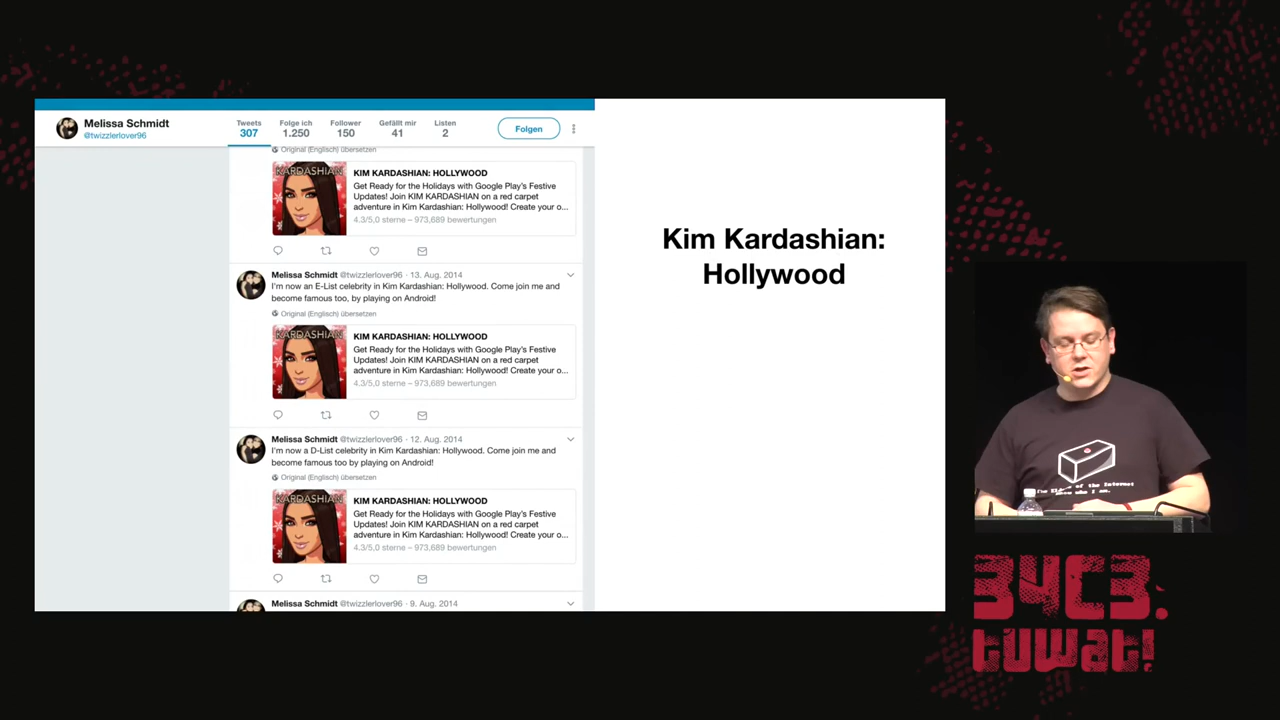 Melissa Schmidt
@twizzlerlover96
Tweets
307
Folge ich
1.250
Follower
150
Gefällt mir
41
Listen
2
Folgen
Original (Englisch) übersetzen
KARDASHIAN
KIM KARDASHIAN: HOLLYWOOD
Get Ready for the Holidays with Google Play's Festive
Updates! Join KIM KARDASHIAN on a red carpet
adventure in Kim Kardashian: Hollywood! Create your o...
4.3/5,0 sterne – 973,689 bewertungen
Melissa Schmidt @twizzlerlover96 · 13. Aug. 2014
I'm now an E-List celebrity in Kim Kardashian: Hollywood. Come join me and
become famous too, by playing on Android!
Original (Englisch) übersetzen
KARDASHIAN
KIM KARDASHIAN: HOLLYWOOD
Get Ready for the Holidays with Google Play's Festive
Updates! Join KIM KARDASHIAN on a red carpet
adventure in Kim Kardashian: Hollywood! Create your o...
4.3/5,0 sterne – 973,689 bewertungen
Melissa Schmidt @twizzlerlover96 · 12. Aug. 2014
I'm now a D-List celebrity in Kim Kardashian: Hollywood. Come join me and
become famous too by playing on Android!
Original (Englisch) übersetzen
KARDASHIAN
KIM KARDASHIAN: HOLLYWOOD
Get Ready for the Holidays with Google Play's Festive
Updates! Join KIM KARDASHIAN on a red carpet
adventure in Kim Kardashian: Hollywood! Create your o...
4.3/5,0 sterne – 973,689 bewertungen
Melissa Schmidt @twizzlerlover96 · 9. Aug. 2014
Kim Kardashian:
Hollywood
of the Internet
know who I am.
34C3.
tuwat!